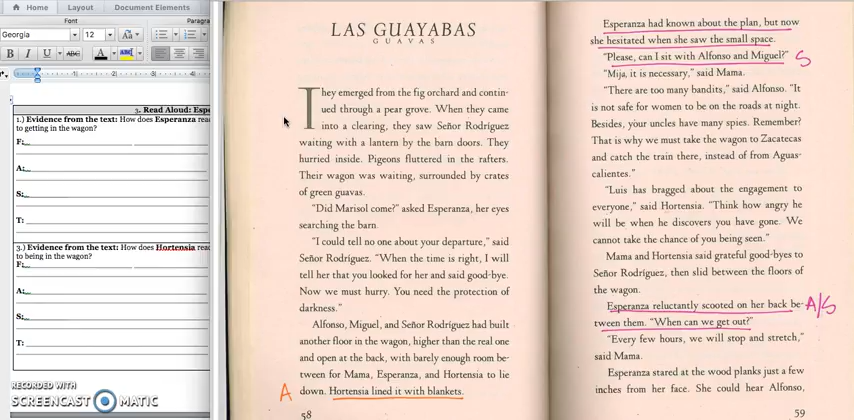 Home Layout Document Elements
Font Paragra
Georgia 12 Aa
B I U ABC A ABC
3. Read Aloud: Espe
1.) Evidence from the text: How does Esperanza rea
to getting in the wagon?
F:
A:
S:
T:
3.) Evidence from the text: How does Hortensia reac
to being in the wagon?
F:
A:
S:
T:
RECORDED WITH
SCREENCAST MATIC
LAS GUAYABAS
GUAVAS
They emerged from the fig orchard and contin-
ued through a pear grove. When they came
into a clearing, they saw Señor Rodríguez
waiting with a lantern by the barn doors. They
hurried inside. Pigeons fluttered in the rafters.
Their wagon was waiting, surrounded by crates
of green guavas.
"Did Marisol come?" asked Esperanza, her eyes
searching the barn.
"I could tell no one about your departure," said
Señor Rodríguez. "When the time is right, I will
tell her that you looked for her and said good-bye.
Now we must hurry. You need the protection of
darkness."
Alfonso, Miguel, and Señor Rodríguez had built
another floor in the wagon, higher than the real one
and open at the back, with barely enough room be-
tween for Mama, Esperanza, and Hortensia to lie
A down. Hortensia lined it with blankets.
58
Esperanza had known about the plan, but now
she hesitated when she saw the small space.
"Please, can I sit with Alfonso and Miguel?" S
"Mija, it is necessary," said Mama.
"There are too many bandits," said Alfonso. "It
is not safe for women to be on the roads at night.
Besides, your uncles have many spies. Remember?
That is why we must take the wagon to Zacatecas
and catch the train there, instead of from Aguas-
calientes."
"Luis has bragged about the engagement to
everyone," said Hortensia. "Think how angry he
will be when he discovers you have gone. We
cannot take the chance of you being seen."
Mama and Hortensia said grateful good-byes to
Señor Rodríguez, then slid between the floors of
the wagon.
Esperanza reluctantly scooted on her back be- A/S
tween them. "When can we get out?"
"Every few hours, we will stop and stretch,"
said Mama.
Esperanza stared at the wood planks just a few
inches from her face. She could hear Alfonso,
59